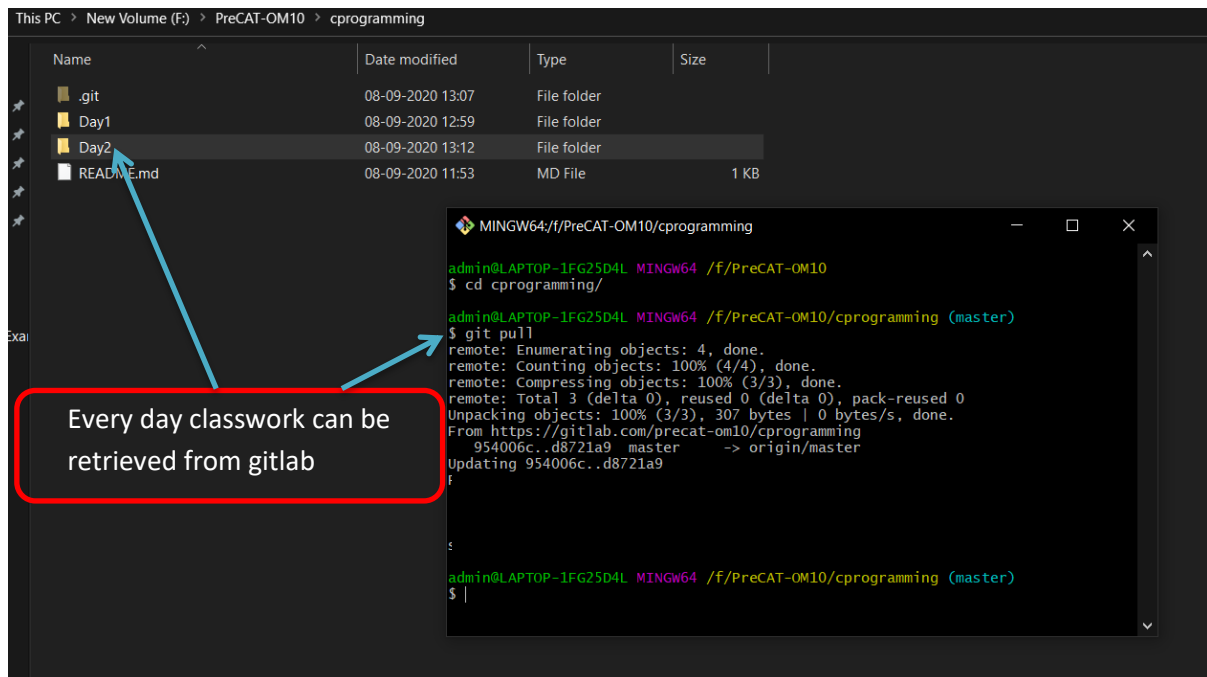 This PC > New Volume (F:) > PreCAT-OM10 > cprogramming
Name Date modified Type Size
.git 08-09-2020 13:07 File folder
Day1 08-09-2020 12:59 File folder
Day2 08-09-2020 13:12 File folder
README.md 08-09-2020 11:53 MD File 1 KB
MINGW64:/f/PreCAT-OM10/cprogramming
admin@LAPTOP-1FG25D4L MINGW64 /f/PreCAT-OM10
$ cd cprogramming/
admin@LAPTOP-1FG25D4L MINGW64 /f/PreCAT-OM10/cprogramming (master)
$ git pull
remote: Enumerating objects: 4, done.
remote: Counting objects: 100% (4/4), done.
remote: Compressing objects: 100% (3/3), done.
remote: Total 3 (delta 0), reused 0 (delta 0), pack-reused 0
Unpacking objects: 100% (3/3), 307 bytes | 0 bytes/s, done.
From https://gitlab.com/precat-om10/cprogramming
954006c..d8721a9 master -> origin/master
Updating 954006c..d8721a9
admin@LAPTOP-1FG25D4L MINGW64 /f/PreCAT-OM10/cprogramming (master)
$
Exa
Every day classwork can be
retrieved from gitlab